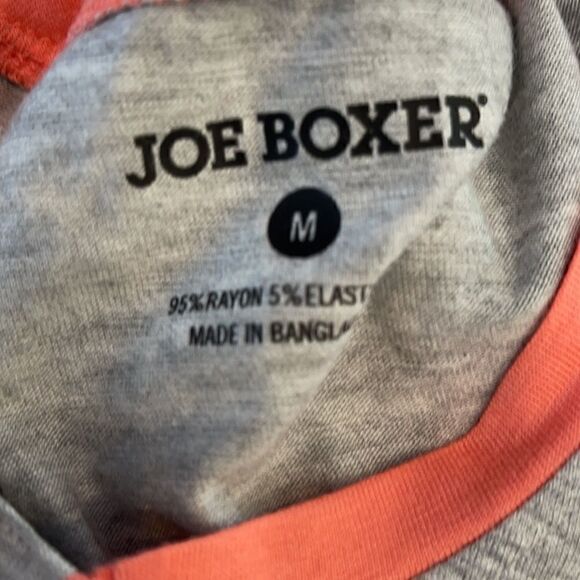 JOE BOXER
M
95% RAYON 5% ELAST
MADE IN BANGLA